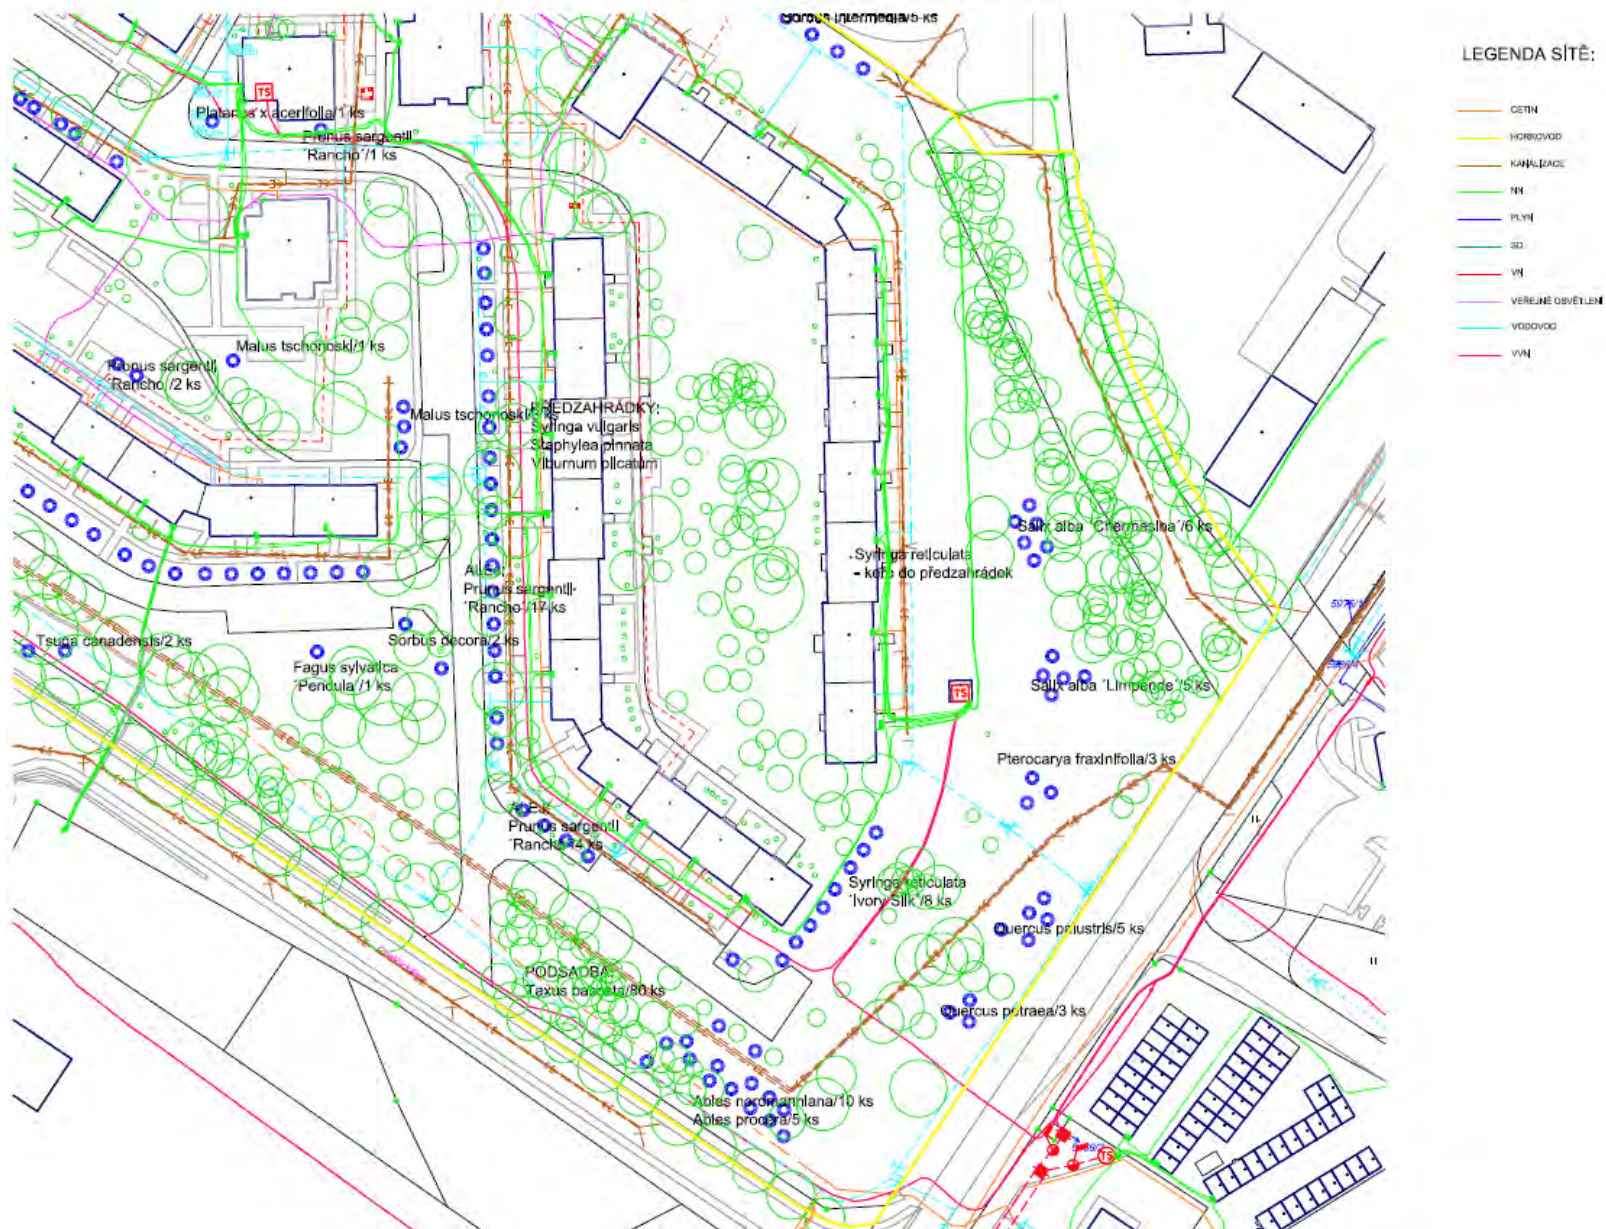 Sorbus intermedia/5 ks
LEGENDA SÍTĚ:
CETIN
HORKOVOD
KANALIZACE
NN
PLYN
SD
VN
VEŘEJNÉ OSVĚTLENÍ
VODOVOD
VVN
TS
Platanus x acerifolia/1 ks
Prunus sargentii
´Rancho´/1 ks
Malus tschonoski/1 ks
Prunus sargentii
´Rancho´/2 ks
Malus tschonoski/3 ks
PŘEDZAHRÁDKY:
Syringa vulgaris
Staphylea pinnata
Viburnum plicatum
Salix alba ´Chermesina´/6 ks
Syringa reticulata
- keře do předzahrádek
ALEJ:
Prunus sargentii
´Rancho´/17 ks
Tsuga canadensis/2 ks
Sorbus decora/2 ks
Fagus sylvatica
´Pendula´/1 ks
TS
Salix alba ´Limpende´/5 ks
Pterocarya fraxinifolia/3 ks
ALEJ:
Prunus sargentii
´Rancho´/4 ks
Syringa reticulata
´Ivory Silk´/8 ks
Quercus palustris/5 ks
PODSADBA:
Taxus baccata/80 ks
Quercus petraea/3 ks
Abies nordmanniana/10 ks
Abies procera/5 ks
TS